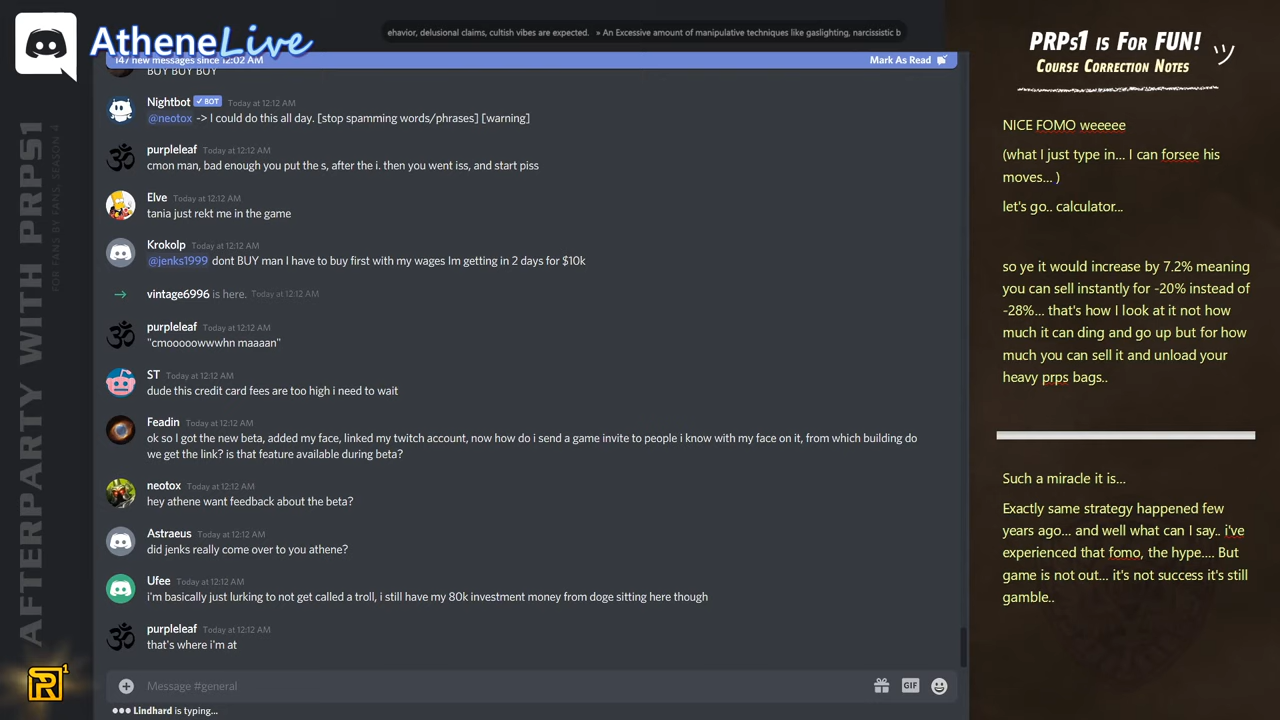 AtheneLive
ehavior, delusional claims, cultish vibes are expected.   » An Excessive amount of manipulative techniques like gaslighting, narcissistic b
147 new messages since 12:02 AM
Mark As Read
BUY BUY BUY
Nightbot ✓ BOT Today at 12:12 AM
@neotox -> I could do this all day. [stop spamming words/phrases] [warning]
purpleleaf Today at 12:12 AM
cmon man, bad enough you put the s, after the i. then you went iss, and start piss
Elve Today at 12:12 AM
tania just rekt me in the game
Krokolp Today at 12:12 AM
@jenks1999 dont BUY man I have to buy first with my wages Im getting in 2 days for $10k
vintage6996 is here. Today at 12:12 AM
purpleleaf Today at 12:12 AM
"cmooooowwwhn maaaan"
ST Today at 12:12 AM
dude this credit card fees are too high i need to wait
Feadin Today at 12:12 AM
ok so I got the new beta, added my face, linked my twitch account, now how do i send a game invite to people i know with my face on it, from which building do
we get the link? is that feature available during beta?
neotox Today at 12:12 AM
hey athene want feedback about the beta?
Astraeus Today at 12:12 AM
did jenks really come over to you athene?
Ufee Today at 12:12 AM
i'm basically just lurking to not get called a troll, i still have my 80k investment money from doge sitting here though
purpleleaf Today at 12:12 AM
that's where i'm at
Message #general
GIF
Lindhard is typing...
AFTERPARTY WITH PRPS1
FOR FANS BY FANS, SEASON 4
R1
PRPs1 is For FUN!
Course Correction Notes
ツ
NICE FOMO weeeee
(what I just type in... I can forsee his
moves... )
let's go.. calculator...
so ye it would increase by 7.2% meaning
you can sell instantly for -20% instead of
-28%... that's how I look at it not how
much it can ding and go up but for how
much you can sell it and unload your
heavy prps bags..
Such a miracle it is...
Exactly same strategy happened few
years ago... and well what can I say.. i've
experienced that fomo, the hype.... But
game is not out... it's not success it's still
gamble..